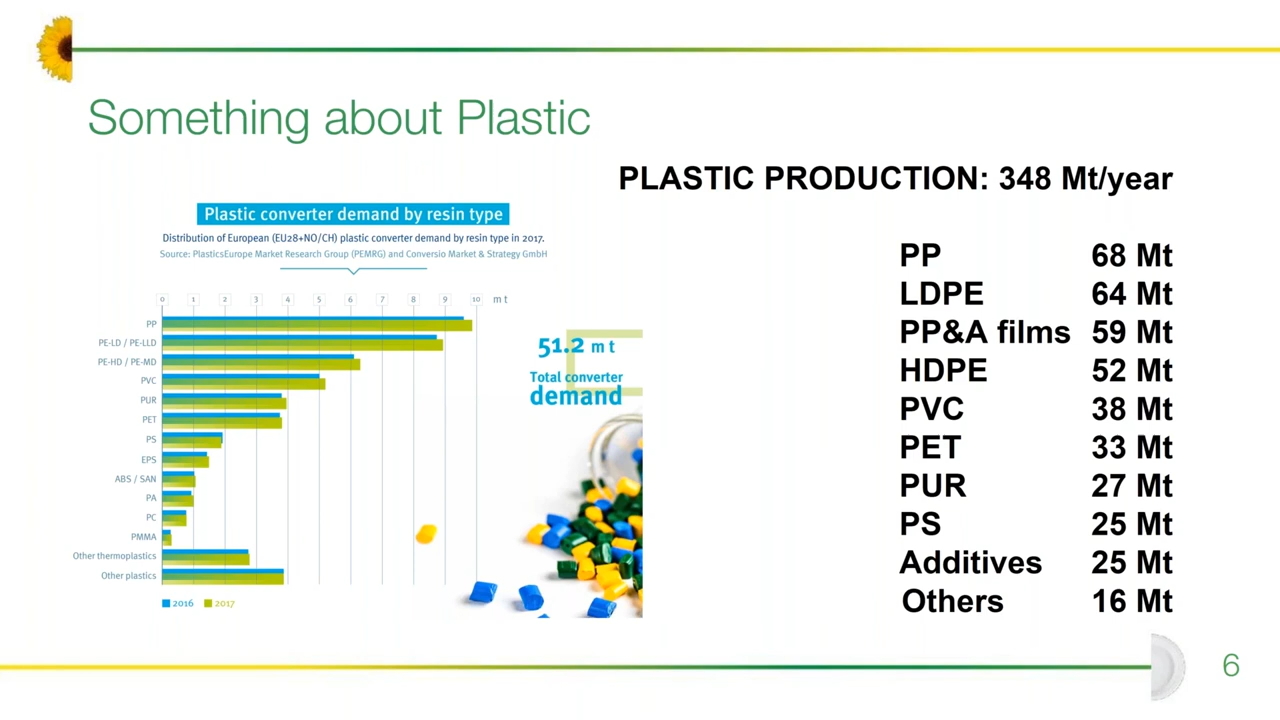 Something about Plastic
PLASTIC PRODUCTION: 348 Mt/year
Plastic converter demand by resin type
Distribution of European (EU28+NO/CH) plastic converter demand by resin type in 2017.
Source: PlasticsEurope Market Research Group (PEMRG) and Conversio Market & Strategy GmbH
0 1 2 3 4 5 6 7 8 9 10 m t
PP
PE-LD / PE-LLD
PE-HD / PE-MD
PVC
PUR
PET
PS
EPS
ABS / SAN
PA
PC
PMMA
Other thermoplastics
Other plastics
2016 2017
51.2 m t
Total converter
demand
PP 68 Mt
LDPE 64 Mt
PP&A films 59 Mt
HDPE 52 Mt
PVC 38 Mt
PET 33 Mt
PUR 27 Mt
PS 25 Mt
Additives 25 Mt
Others 16 Mt
6